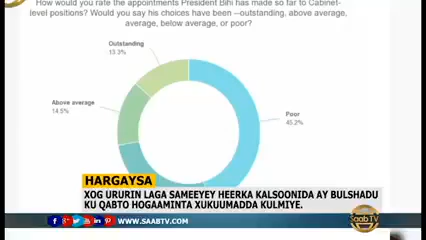 How would you rate the appointments President Bihi has made so far to Cabinet-
level positions? Would you say his choices have been --outstanding, above average,
average, below average, or poor?
Outstanding
13.3%
Above average
14.5%
Poor
45.2%
HARGAYSA
XOG URURIN LAGA SAMEEYEY HEERKA KALSOONIDA AY BULSHADU
KU QABTO HOGAAMINTA XUKUUMADDA KULMIYE.
WWW.SAABTV.COM
Saab TV